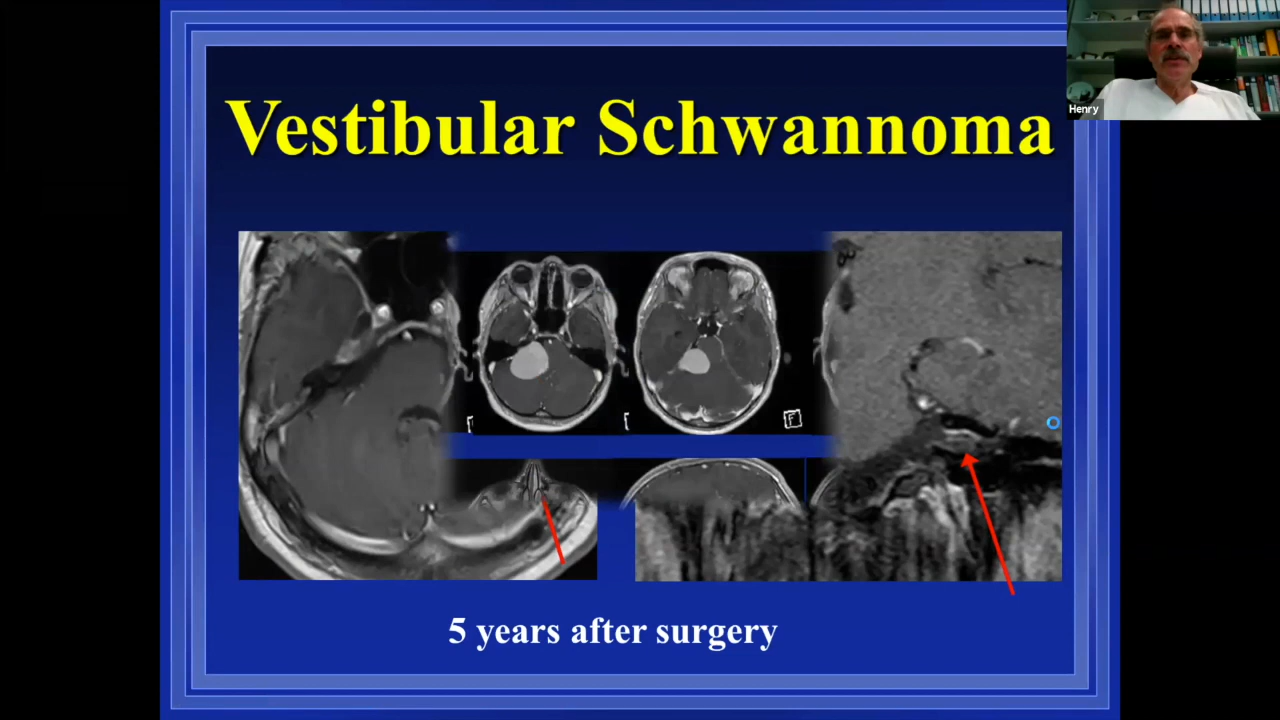 Vestibular Schwannoma
Henry
[
[
F
5 years after surgery